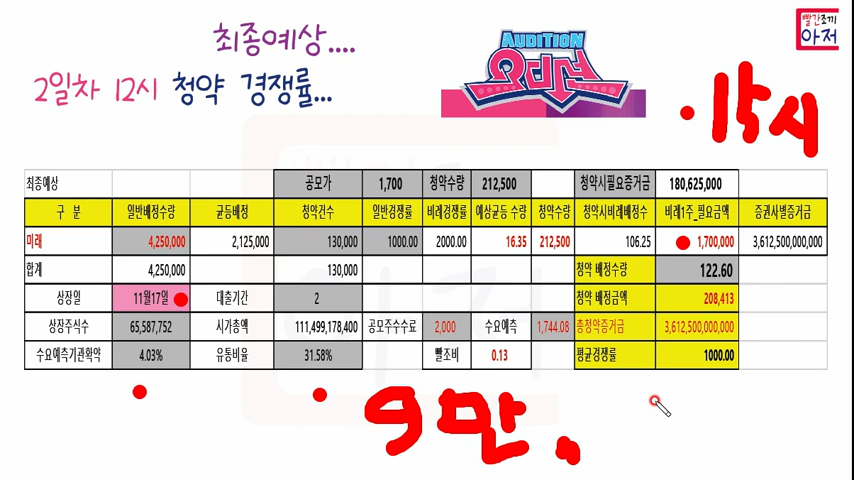 빨간조끼
아저
최종예상....
2일차 12시 청약 경쟁률...
AUDITION
오디션
·15시
최종예상 공모가 1,700 청약수량 212,500 청약시필요증거금 180,625,000
구 분 일반배정수량 균등배정 청약건수 일반경쟁률 비례경쟁률 예상균등 수량 청약수량 청약시비례배정수 비례1주_필요금액 증권사별증거금
미래 4,250,000 2,125,000 130,000 1000.00 2000.00 16.35 212,500 106.25 1,700,000 3,612,500,000,000
합계 4,250,000 130,000 청약 배정수량 122.60
상장일 11월17일 대출기간 2 청약 배정금액 208,413
상장주식수 65,587,752 시기총액 111,499,178,400 공모주수수료 2,000 수요예측 1,744.08 총청약증거금 3,612,500,000,000
수요예측기관확약 4.03% 유통비율 31.58% 빨조비 0.13 평균경쟁률 1000.00
9만.